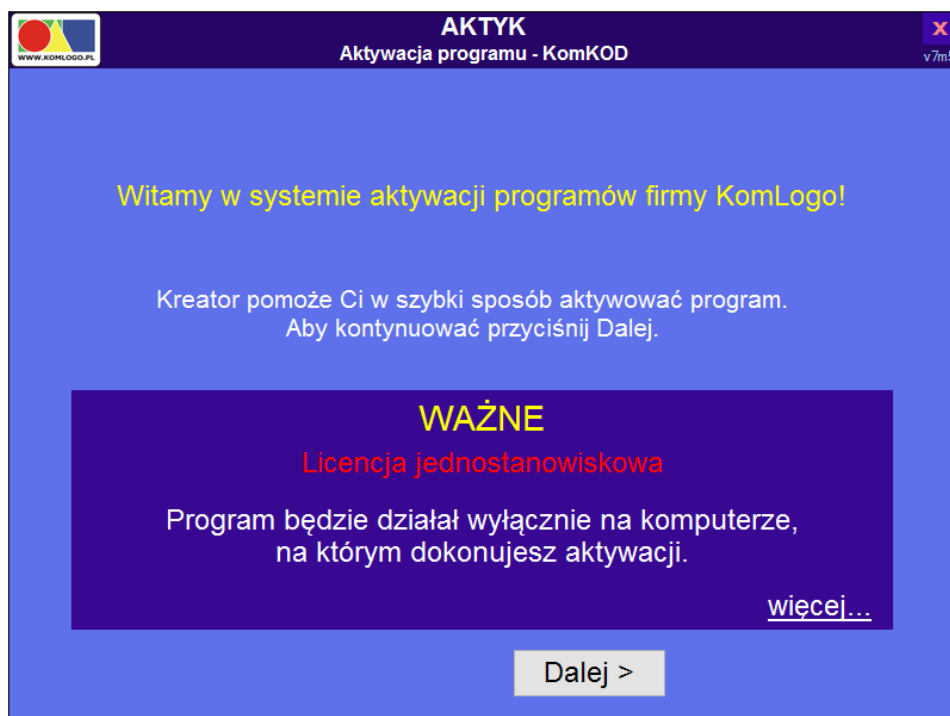 AKTYK
Aktywacja programu - KomKOD
X
WWW.KOMLOGO.PL
Witamy w systemie aktywacji programów firmy KomLogo!
Kreator pomoże Ci w szybki sposób aktywować program.
Aby kontynuować przyciśnij Dalej.
WAŻNE
Licencja jednostanowiskowa
Program będzie działał wyłącznie na komputerze,
na którym dokonujesz aktywacji.
więcej...
Dalej >